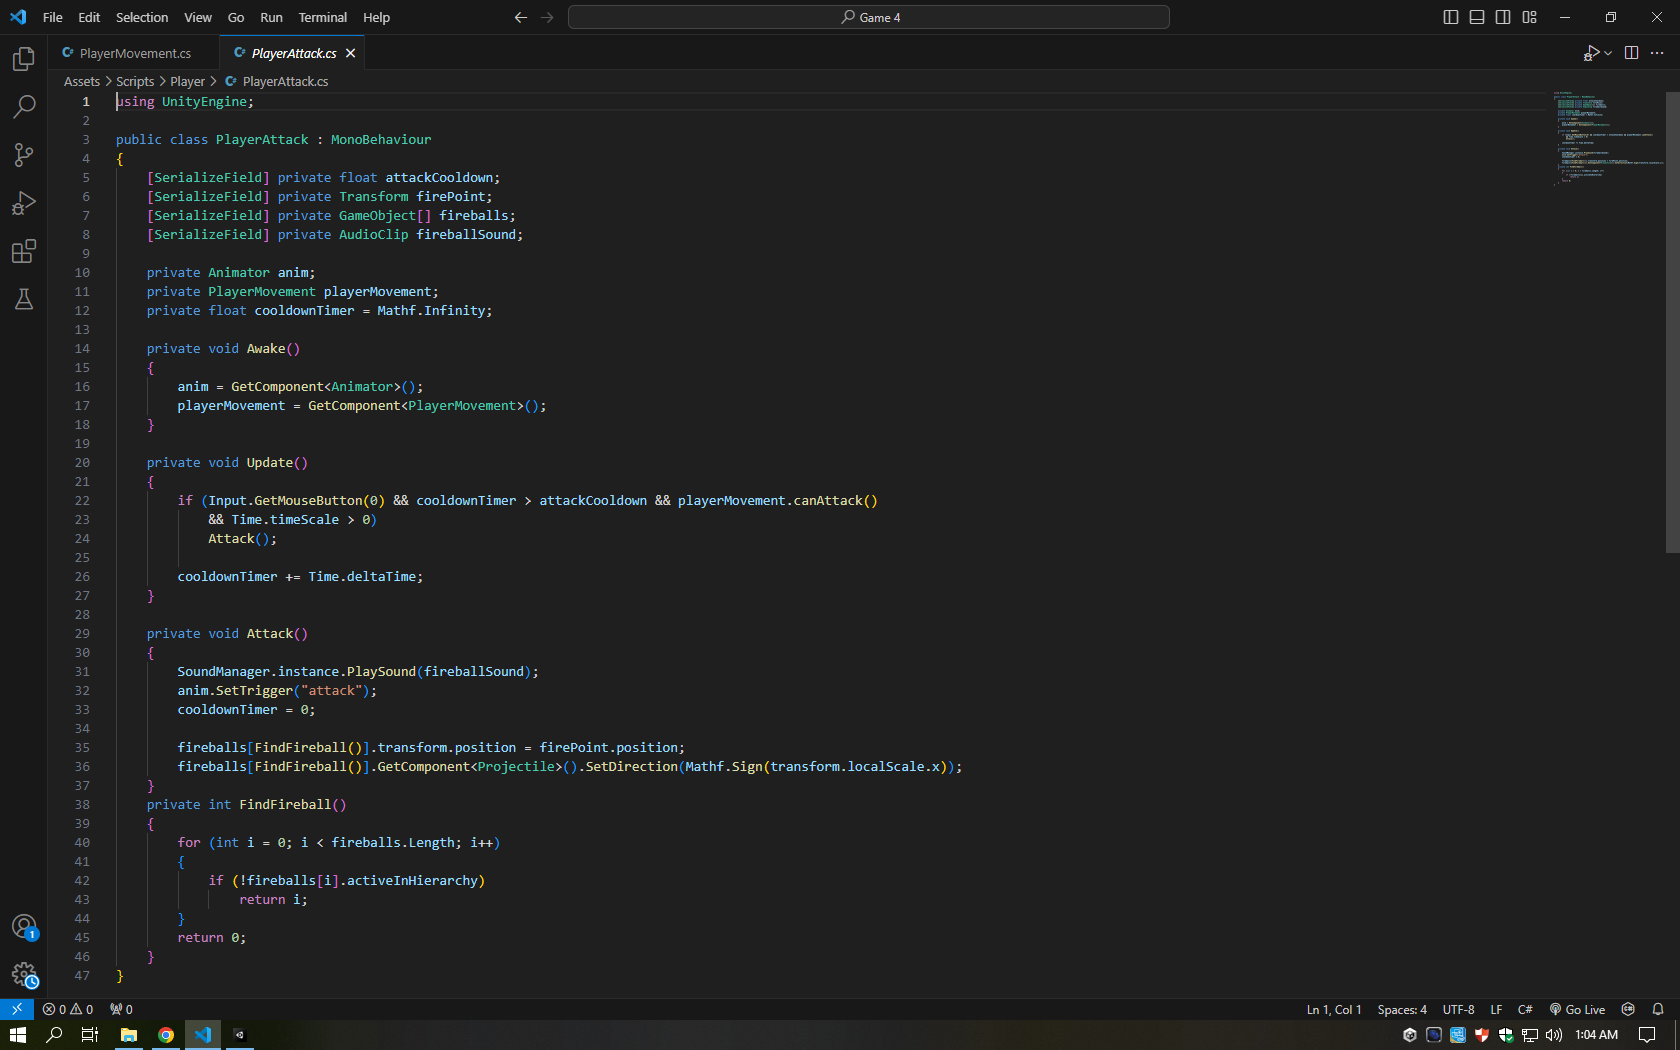 File Edit Selection View Go Run Terminal Help
Game 4
PlayerMovement.cs PlayerAttack.cs
Assets > Scripts > Player > PlayerAttack.cs
1 using UnityEngine;
2
3 public class PlayerAttack : MonoBehaviour
4 {
5 [SerializeField] private float attackCooldown;
6 [SerializeField] private Transform firePoint;
7 [SerializeField] private GameObject[] fireballs;
8 [SerializeField] private AudioClip fireballSound;
9
10 private Animator anim;
11 private PlayerMovement playerMovement;
12 private float cooldownTimer = Mathf.Infinity;
13
14 private void Awake()
15 {
16 anim = GetComponent<Animator>();
17 playerMovement = GetComponent<PlayerMovement>();
18 }
19
20 private void Update()
21 {
22 if (Input.GetMouseButton(0) && cooldownTimer > attackCooldown && playerMovement.canAttack()
23 && Time.timeScale > 0)
24 Attack();
25
26 cooldownTimer += Time.deltaTime;
27 }
28
29 private void Attack()
30 {
31 SoundManager.instance.PlaySound(fireballSound);
32 anim.SetTrigger("attack");
33 cooldownTimer = 0;
34
35 fireballs[FindFireball()].transform.position = firePoint.position;
36 fireballs[FindFireball()].GetComponent<Projectile>().SetDirection(Mathf.Sign(transform.localScale.x));
37 }
38 private int FindFireball()
39 {
40 for (int i = 0; i < fireballs.Length; i++)
41 {
42 if (!fireballs[i].activeInHierarchy)
43 return i;
44 }
45 return 0;
46 }
47 }
1
0 0 0 Ln 1, Col 1 Spaces: 4 UTF-8 LF C# Go Live
1:04 AM